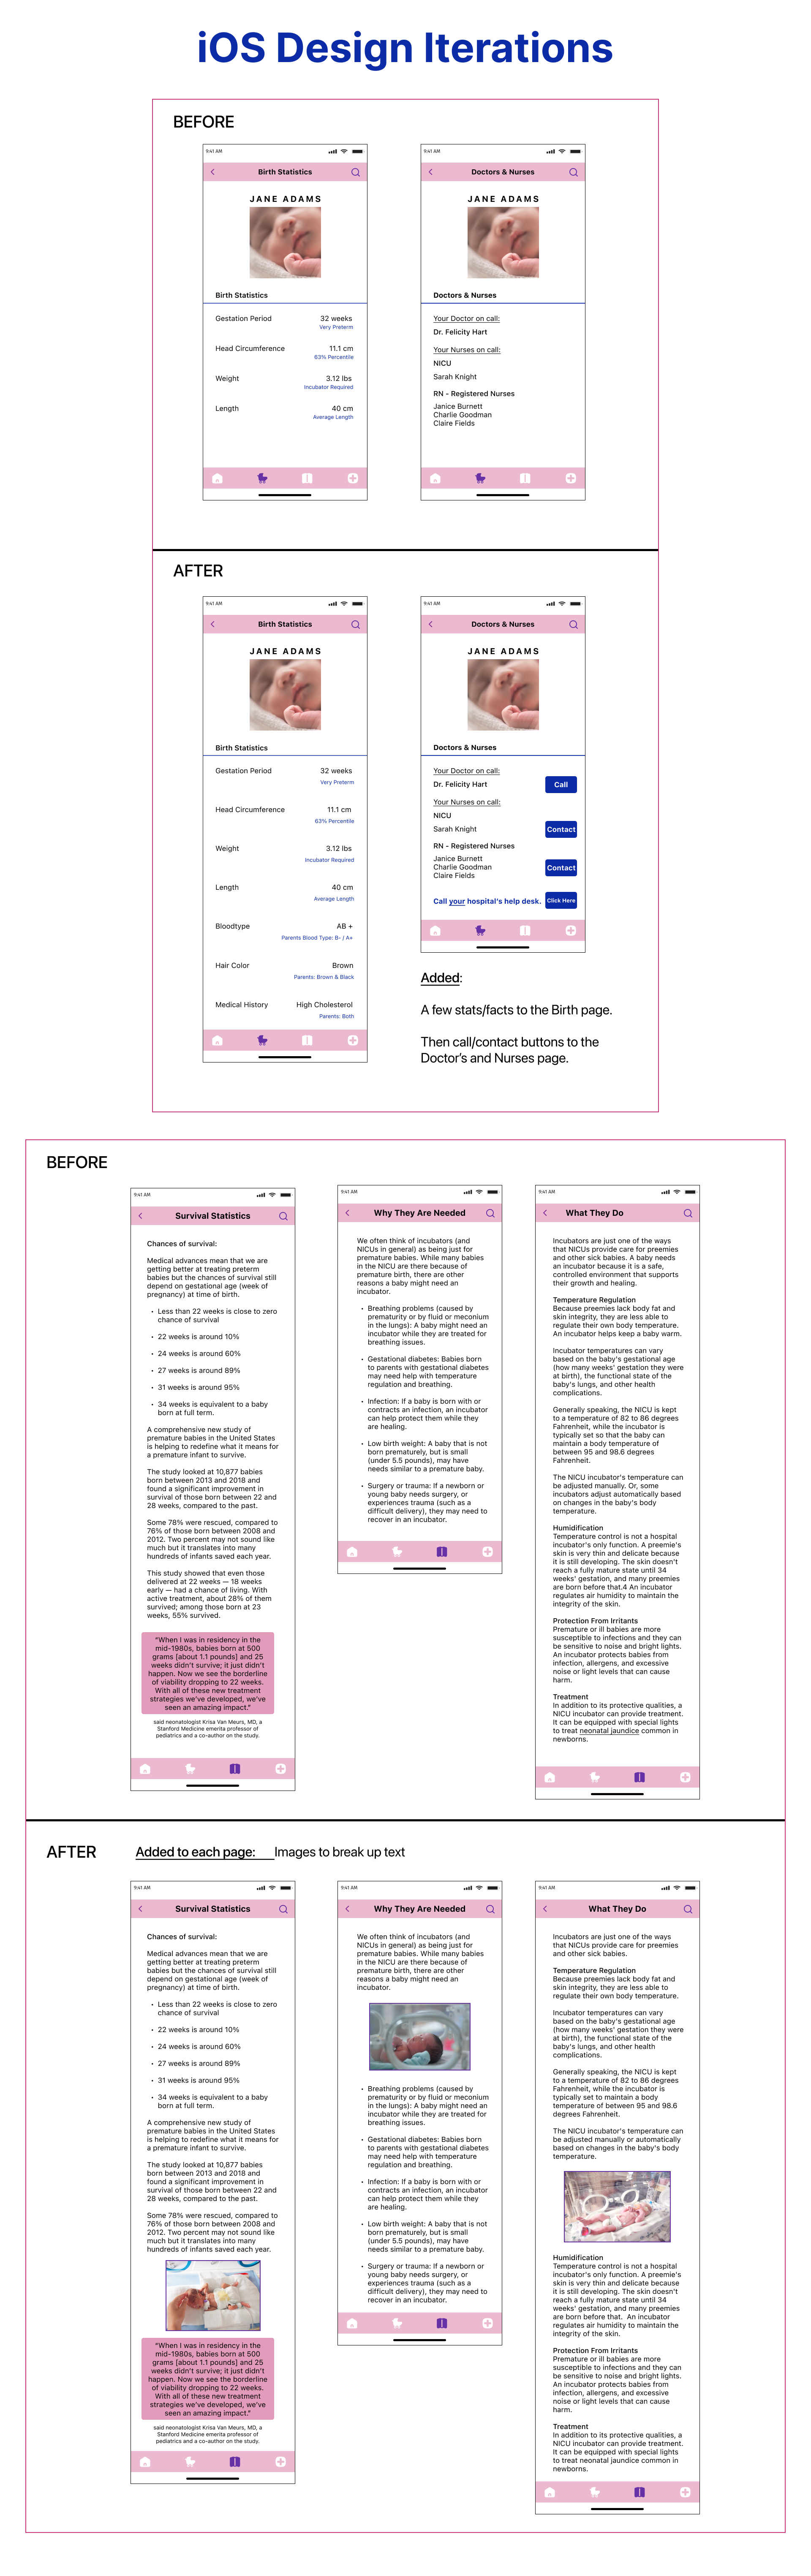 iOS Design Iterations
BEFORE
9:41 AM
Birth Statistics
JANE ADAMS
Birth Statistics
Gestation Period 32 weeks
Very Preterm
Head Circumference 11.1 cm
63% Percentile
Weight 3.12 lbs
Incubator Required
Length 40 cm
Average Length
9:41 AM
Doctors & Nurses
JANE ADAMS
Doctors & Nurses
Your Doctor on call:
Dr. Felicity Hart
Your Nurses on call:
NICU
Sarah Knight
RN - Registered Nurses
Janice Burnett
Charlie Goodman
Claire Fields
AFTER
9:41 AM
Birth Statistics
JANE ADAMS
Birth Statistics
Gestation Period 32 weeks
Very Preterm
Head Circumference 11.1 cm
63% Percentile
Weight 3.12 lbs
Incubator Required
Length 40 cm
Average Length
Bloodtype AB +
Parents Blood Type: B- / A+
Hair Color Brown
Parents: Brown & Black
Medical History High Cholesterol
Parents: Both
9:41 AM
Doctors & Nurses
JANE ADAMS
Doctors & Nurses
Your Doctor on call:
Dr. Felicity Hart Call
Your Nurses on call:
NICU
Sarah Knight Contact
RN - Registered Nurses
Janice Burnett
Charlie Goodman Contact
Claire Fields
Call your hospital's help desk. Click Here
Added:
A few stats/facts to the Birth page.
Then call/contact buttons to the
Doctor's and Nurses page.
BEFORE
9:41 AM
Survival Statistics
Chances of survival:
Medical advances mean that we are
getting better at treating preterm
babies but the chances of survival still
depend on gestational age (week of
pregnancy) at time of birth.
• Less than 22 weeks is close to zero
chance of survival
• 22 weeks is around 10%
• 24 weeks is around 60%
• 27 weeks is around 89%
• 31 weeks is around 95%
• 34 weeks is equivalent to a baby
born at full term.
A comprehensive new study of
premature babies in the United States
is helping to redefine what it means for
a premature infant to survive.
The study looked at 10,877 babies
born between 2013 and 2018 and
found a significant improvement in
survival of those born between 22 and
28 weeks, compared to the past.
Some 78% were rescued, compared to
76% of those born between 2008 and
2012. Two percent may not sound like
much but it translates into many
hundreds of infants saved each year.
This study showed that even those
delivered at 22 weeks — 18 weeks
early — had a chance of living. With
active treatment, about 28% of them
survived; among those born at 23
weeks, 55% survived.
"When I was in residency in the
mid-1980s, babies born at 500
grams [about 1.1 pounds] and 25
weeks didn't survive; it just didn't
happen. Now we see the borderline
of viability dropping to 22 weeks.
With all of these new treatment
strategies we've developed, we've
seen an amazing impact."
said neonatologist Krisa Van Meurs, MD, a
Stanford Medicine emerita professor of
pediatrics and a co-author on the study.
9:41 AM
Why They Are Needed
We often think of incubators (and
NICUs in general) as being just for
premature babies. While many babies
in the NICU are there because of
premature birth, there are other
reasons a baby might need an
incubator.
• Breathing problems (caused by
prematurity or by fluid or meconium
in the lungs): A baby might need an
incubator while they are treated for
breathing issues.
• Gestational diabetes: Babies born
to parents with gestational diabetes
may need help with temperature
regulation and breathing.
• Infection: If a baby is born with or
contracts an infection, an incubator
can help protect them while they
are healing.
• Low birth weight: A baby that is not
born prematurely, but is small
(under 5.5 pounds), may have
needs similar to a premature baby.
• Surgery or trauma: If a newborn or
young baby needs surgery, or
experiences trauma (such as a
difficult delivery), they may need to
recover in an incubator.
9:41 AM
What They Do
Incubators are just one of the ways
that NICUs provide care for preemies
and other sick babies. A baby needs
an incubator because it is a safe,
controlled environment that supports
their growth and healing.
Temperature Regulation
Because preemies lack body fat and
skin integrity, they are less able to
regulate their own body temperature.
An incubator helps keep a baby warm.
Incubator temperatures can vary
based on the baby's gestational age
(how many weeks' gestation they were
at birth), the functional state of the
baby's lungs, and other health
complications.
Generally speaking, the NICU is kept
to a temperature of 82 to 86 degrees
Fahrenheit, while the incubator is
typically set so that the baby can
maintain a body temperature of
between 95 and 98.6 degrees
Fahrenheit.
The NICU incubator's temperature can
be adjusted manually. Or, some
incubators adjust automatically based
on changes in the baby's body
temperature.
Humidification
Temperature control is not a hospital
incubator's only function. A preemie's
skin is very thin and delicate because
it is still developing. The skin doesn't
reach a fully mature state until 34
weeks' gestation, and many preemies
are born before that.4 An incubator
regulates air humidity to maintain the
integrity of the skin.
Protection From Irritants
Premature or ill babies are more
susceptible to infections and they can
be sensitive to noise and bright lights.
An incubator protects babies from
infection, allergens, and excessive
noise or light levels that can cause
harm.
Treatment
In addition to its protective qualities, a
NICU incubator can provide treatment.
It can be equipped with special lights
to treat neonatal jaundice common in
newborns.
AFTER
Added to each page: Images to break up text
9:41 AM
Survival Statistics
Chances of survival:
Medical advances mean that we are
getting better at treating preterm
babies but the chances of survival still
depend on gestational age (week of
pregnancy) at time of birth.
• Less than 22 weeks is close to zero
chance of survival
• 22 weeks is around 10%
• 24 weeks is around 60%
• 27 weeks is around 89%
• 31 weeks is around 95%
• 34 weeks is equivalent to a baby
born at full term.
A comprehensive new study of
premature babies in the United States
is helping to redefine what it means for
a premature infant to survive.
The study looked at 10,877 babies
born between 2013 and 2018 and
found a significant improvement in
survival of those born between 22 and
28 weeks, compared to the past.
Some 78% were rescued, compared to
76% of those born between 2008 and
2012. Two percent may not sound like
much but it translates into many
hundreds of infants saved each year.
"When I was in residency in the
mid-1980s, babies born at 500
grams [about 1.1 pounds] and 25
weeks didn't survive; it just didn't
happen. Now we see the borderline
of viability dropping to 22 weeks.
With all of these new treatment
strategies we've developed, we've
seen an amazing impact."
said neonatologist Krisa Van Meurs, MD, a
Stanford Medicine emerita professor of
pediatrics and a co-author on the study.
9:41 AM
Why They Are Needed
We often think of incubators (and
NICUs in general) as being just for
premature babies. While many babies
in the NICU are there because of
premature birth, there are other
reasons a baby might need an
incubator.
• Breathing problems (caused by
prematurity or by fluid or meconium
in the lungs): A baby might need an
incubator while they are treated for
breathing issues.
• Gestational diabetes: Babies born
to parents with gestational diabetes
may need help with temperature
regulation and breathing.
• Infection: If a baby is born with or
contracts an infection, an incubator
can help protect them while they
are healing.
• Low birth weight: A baby that is not
born prematurely, but is small
(under 5.5 pounds), may have
needs similar to a premature baby.
• Surgery or trauma: If a newborn or
young baby needs surgery, or
experiences trauma (such as a
difficult delivery), they may need to
recover in an incubator.
9:41 AM
What They Do
Incubators are just one of the ways
that NICUs provide care for preemies
and other sick babies.
Temperature Regulation
Because preemies lack body fat and
skin integrity, they are less able to
regulate their own body temperature.
Incubator temperatures can vary
based on the baby's gestational age
(how many weeks' gestation they were
at birth), the functional state of the
baby's lungs, and other health
complications.
Generally speaking, the NICU is kept
to a temperature of 82 to 86 degrees
Fahrenheit, while the incubator is
typically set to maintain a body
temperature of between 95 and 98.6
degrees Fahrenheit.
The NICU incubator's temperature can
be adjusted manually or automatically
based on changes in the baby's body
temperature.
Humidification
Temperature control is not a hospital
incubator's only function. A preemie's
skin is very thin and delicate because
it is still developing. The skin doesn't
reach a fully mature state until 34
weeks' gestation, and many preemies
are born before that. An incubator
regulates air humidity to maintain the
integrity of the skin.
Protection From Irritants
Premature or ill babies are more
susceptible to infections and they can
be sensitive to noise and bright lights.
An incubator protects babies from
infection, allergens, and excessive
noise or light levels that can cause
harm.
Treatment
In addition to its protective qualities, a
NICU incubator can provide treatment.
It can be equipped with special lights
to treat neonatal jaundice common in
newborns.